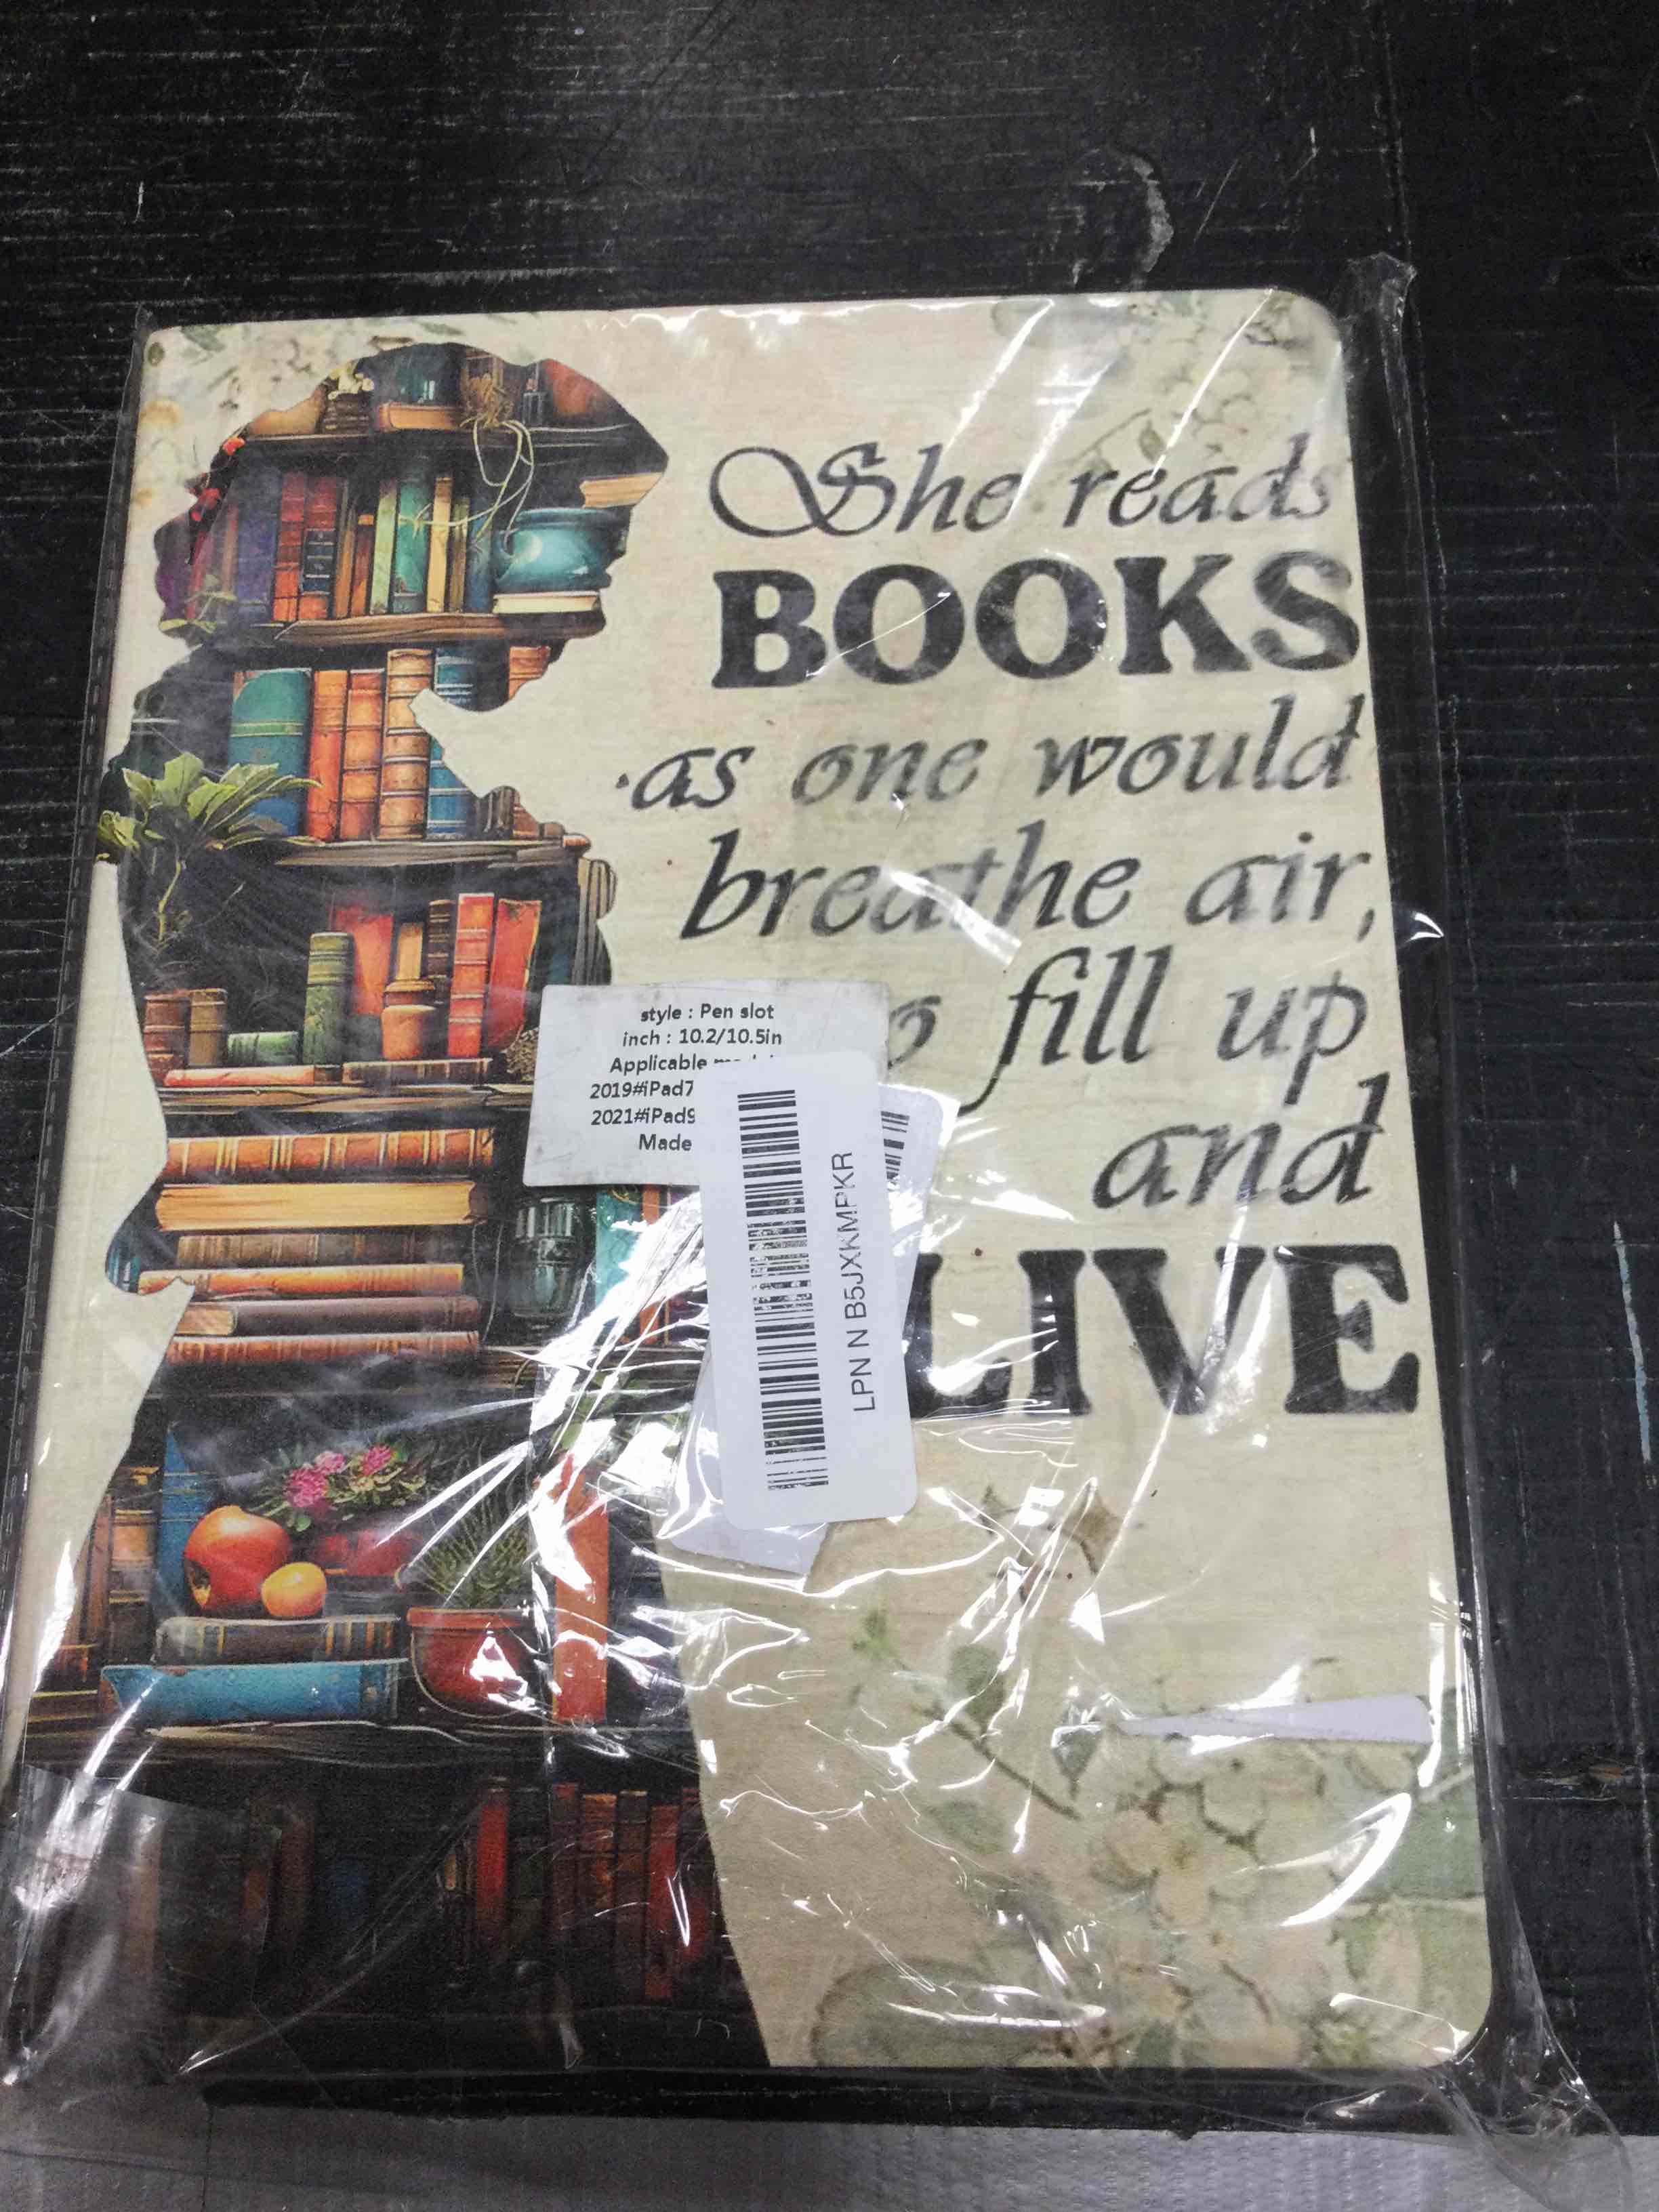 She reads
BOOKS
as one would
breathe air,
fill up
and
LIVE
style : Pen slot
inch : 10.2/10.5in
Applicable
2019#iPad7
2021#iPad9
Made
LPN N B5JXKMPKR